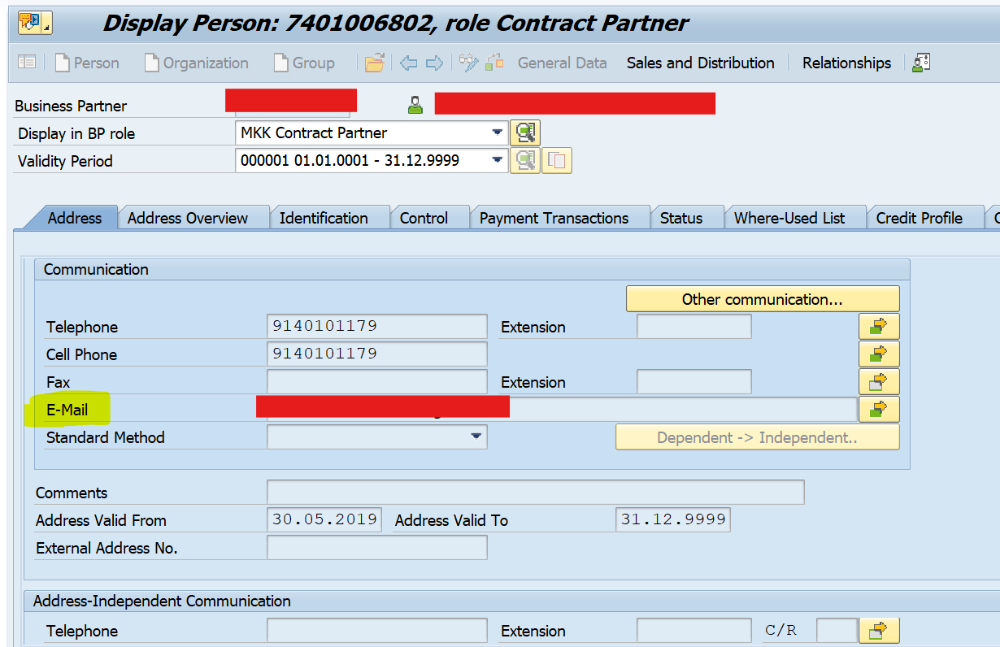 Display Person: 7401006802, role Contract Partner
Person Organization Group General Data Sales and Distribution Relationships
Business Partner
Display in BP role MKK Contract Partner
Validity Period 000001 01.01.0001 - 31.12.9999
Address Address Overview Identification Control Payment Transactions Status Where-Used List Credit Profile
Communication
Other communication...
Telephone 9140101179 Extension
Cell Phone 9140101179
Fax Extension
E-Mail
Standard Method Dependent -> Independent..
Comments
Address Valid From 30.05.2019 Address Valid To 31.12.9999
External Address No.
Address-Independent Communication
Telephone Extension C/R